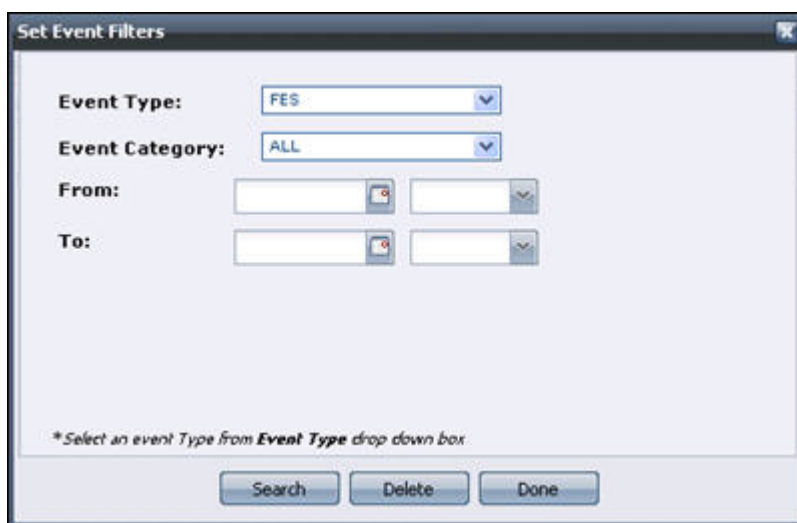 Set Event Filters
Event Type: FES
Event Category: ALL
From:
To:
*Select an event Type from Event Type drop down box
Search Delete Done